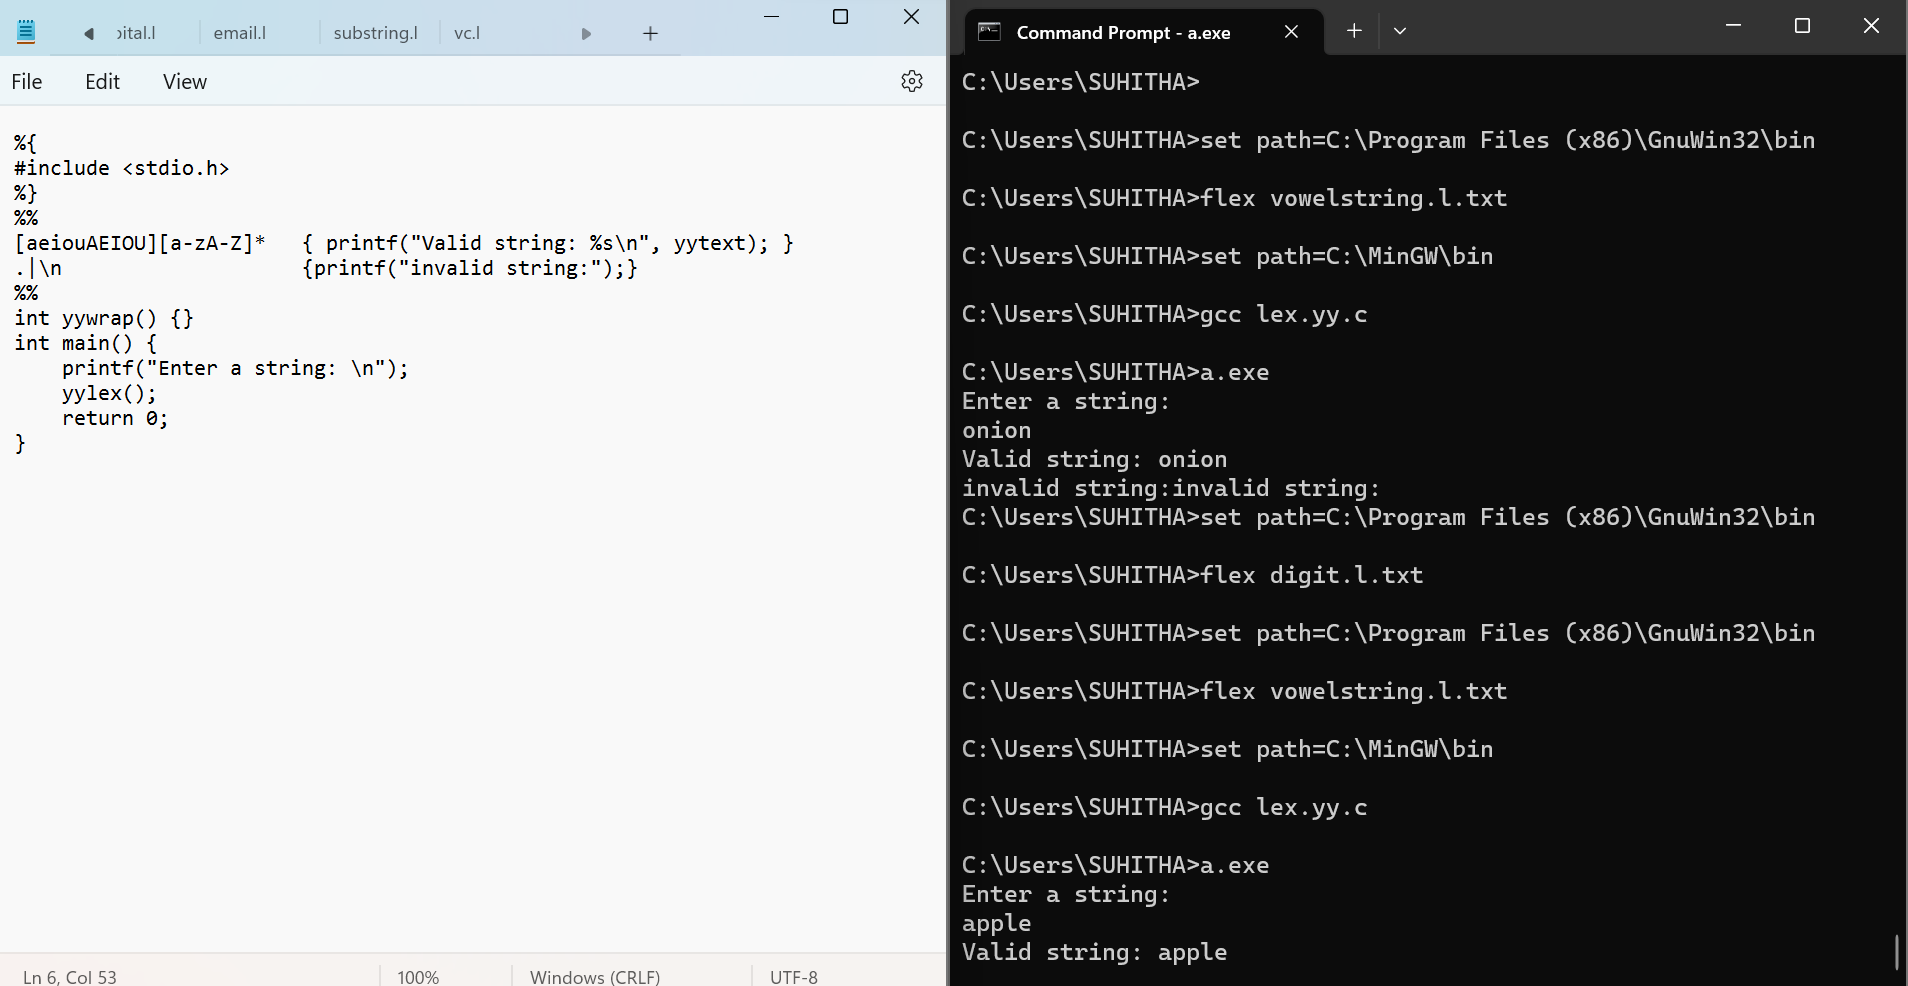 ital.l email.l substring.l vc.l
File Edit View
%{
#include <stdio.h>
%}
%%
[aeiouAEIOU][a-zA-Z]*   { printf("Valid string: %s\n", yytext); }
.|\n                    {printf("invalid string:");}
%%
int yywrap() {}
int main() {
    printf("Enter a string: \n");
    yylex();
    return 0;
}
Ln 6, Col 53 100% Windows (CRLF) UTF-8
Command Prompt - a.exe
C:\Users\SUHITHA>
C:\Users\SUHITHA>set path=C:\Program Files (x86)\GnuWin32\bin
C:\Users\SUHITHA>flex vowelstring.l.txt
C:\Users\SUHITHA>set path=C:\MinGW\bin
C:\Users\SUHITHA>gcc lex.yy.c
C:\Users\SUHITHA>a.exe
Enter a string:
onion
Valid string: onion
invalid string:invalid string:
C:\Users\SUHITHA>set path=C:\Program Files (x86)\GnuWin32\bin
C:\Users\SUHITHA>flex digit.l.txt
C:\Users\SUHITHA>set path=C:\Program Files (x86)\GnuWin32\bin
C:\Users\SUHITHA>flex vowelstring.l.txt
C:\Users\SUHITHA>set path=C:\MinGW\bin
C:\Users\SUHITHA>gcc lex.yy.c
C:\Users\SUHITHA>a.exe
Enter a string:
apple
Valid string: apple